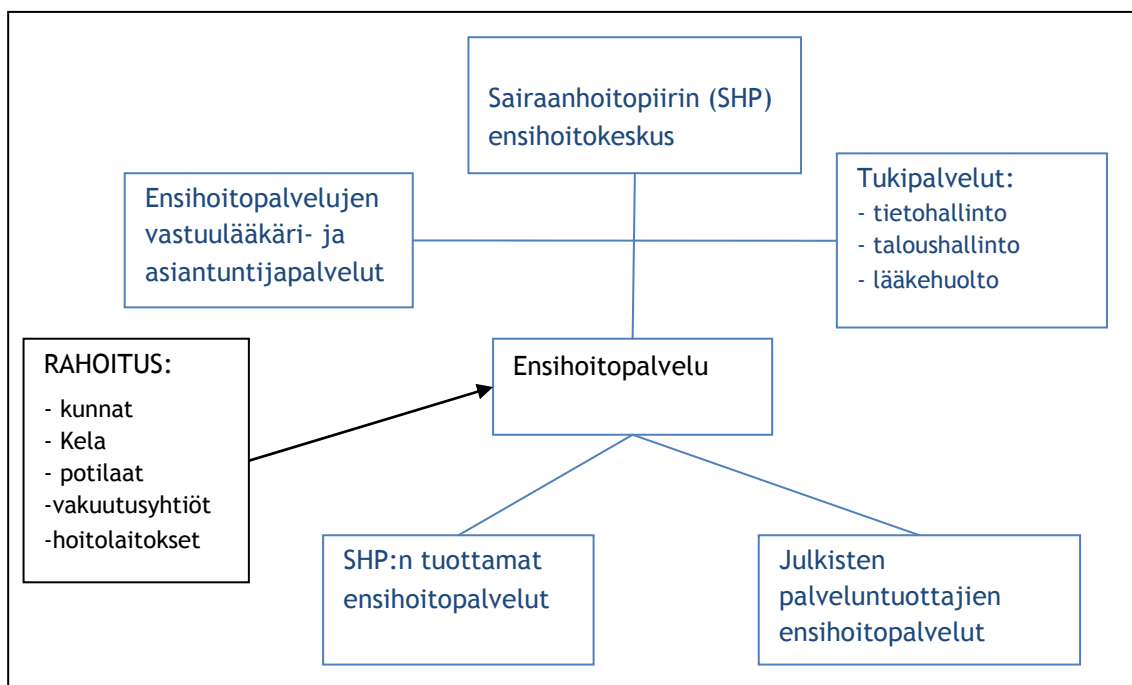 Sairaanhoitopiirin (SHP)
ensihoitokeskus
Ensihoitopalvelujen
vastuulääkäri- ja
asiantuntijapalvelut
Tukipalvelut:
- tietohallinto
- taloushallinto
- lääkehuolto
RAHOITUS:
- kunnat
- Kela
- potilaat
-vakuutusyhtiöt
-hoitolaitokset
Ensihoitopalvelu
SHP:n tuottamat
ensihoitopalvelut
Julkisten
palveluntuottajien
ensihoitopalvelut